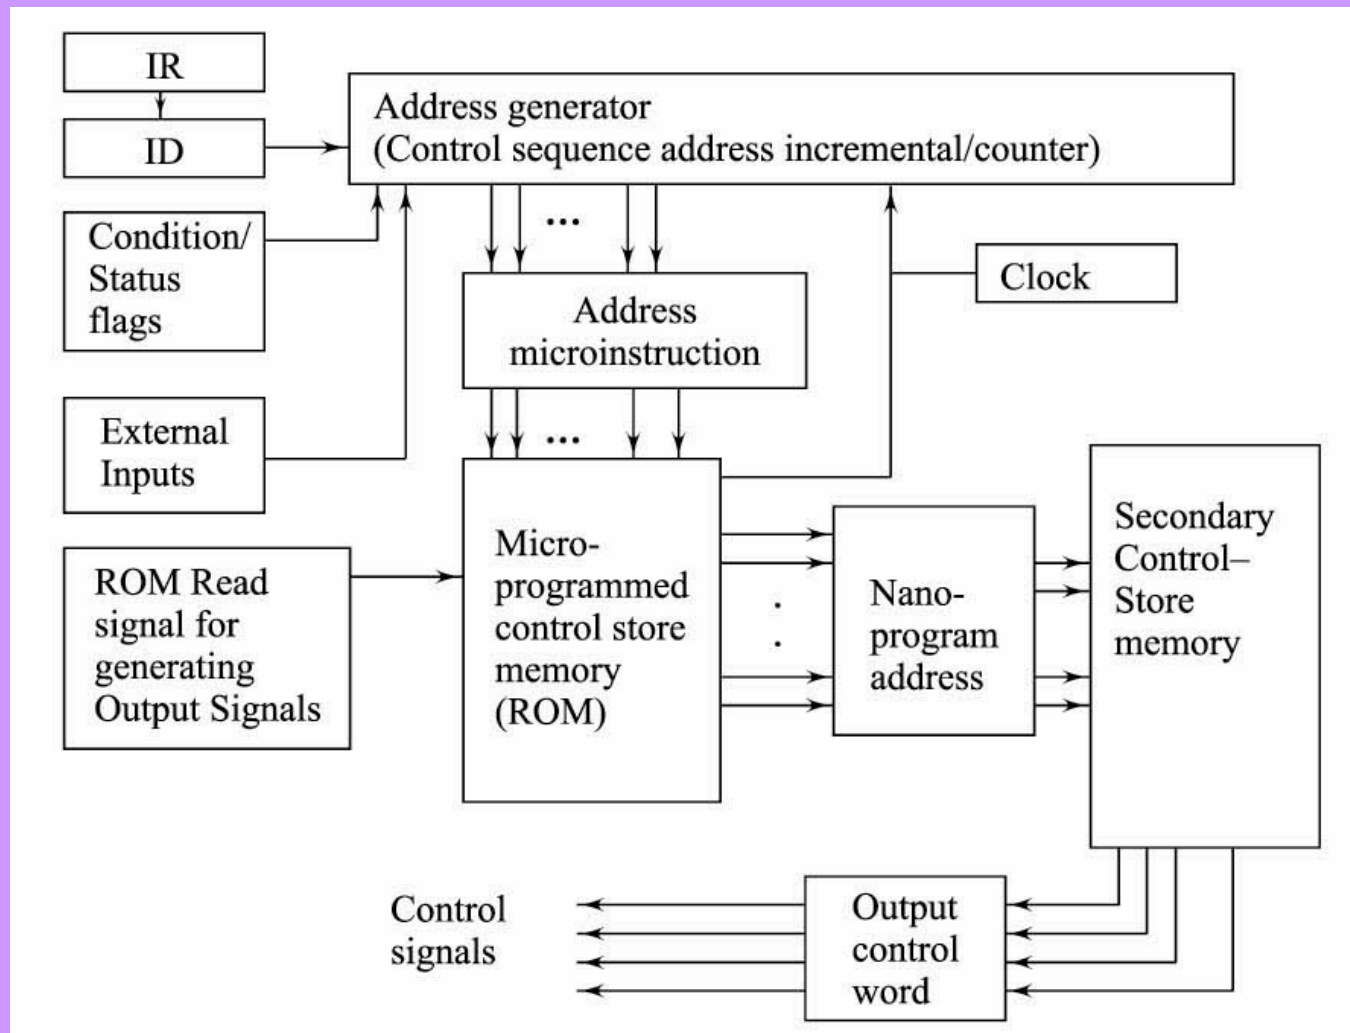 IR
ID
Address generator
(Control sequence address incremental/counter)
Condition/
Status
flags
...
Clock
Address
microinstruction
External
Inputs
...
ROM Read
signal for
generating
Output Signals
Micro-
programmed
control store
memory
(ROM)
.
.
Nano-
program
address
Secondary
Control–
Store
memory
Control
signals
Output
control
word